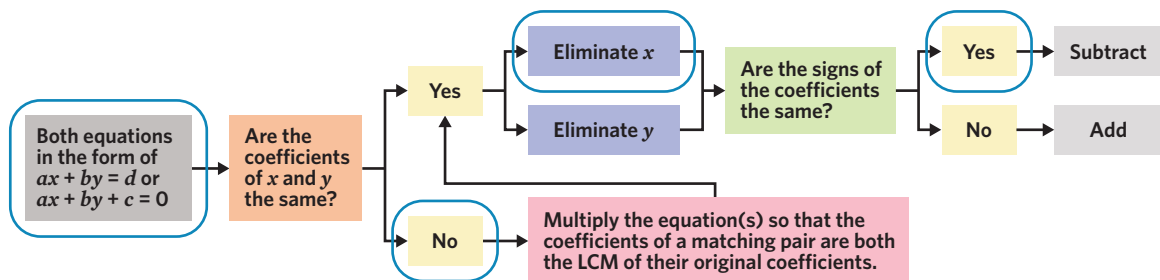 Both equations
in the form of
ax + by = d or
ax + by + c = 0
Are the
coefficients
of x and y
the same?
Yes
No
Eliminate x
Eliminate y
Multiply the equation(s) so that the
coefficients of a matching pair are both
the LCM of their original coefficients.
Are the signs of
the coefficients
the same?
Yes
Subtract
No
Add